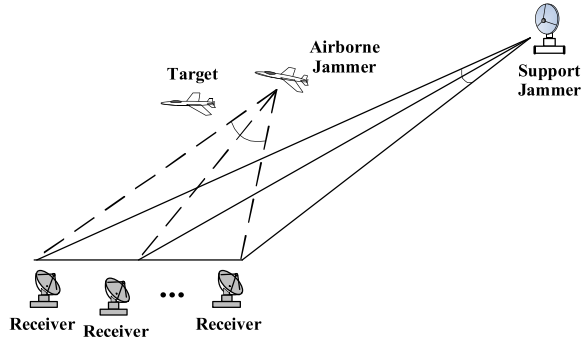 Airborne
Jammer
Target
Support
Jammer
Receiver
Receiver
Receiver